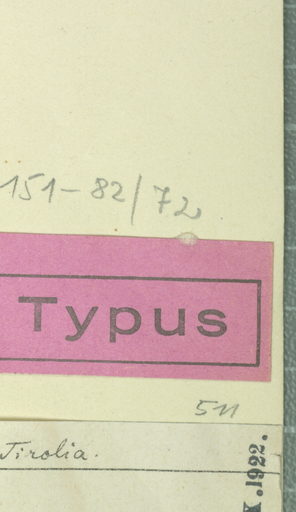 151-82/72
Typus
511
Tirolia.
X.1922.